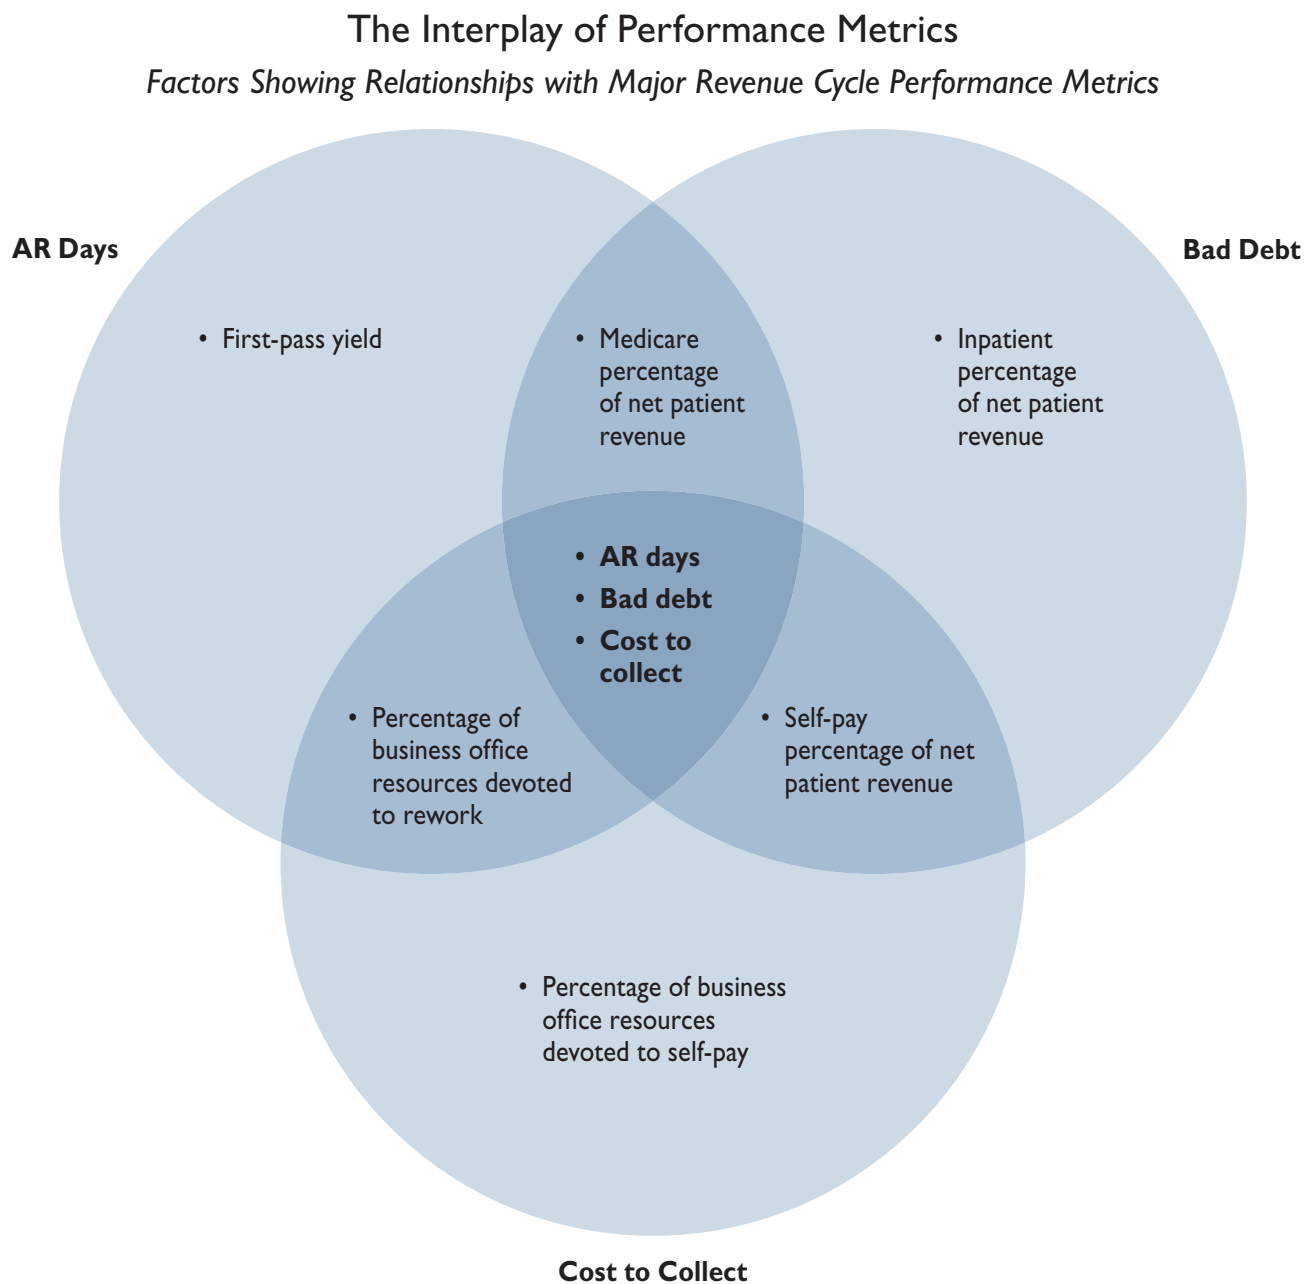 The Interplay of Performance Metrics
Factors Showing Relationships with Major Revenue Cycle Performance Metrics
AR Days
Bad Debt
• First-pass yield
• Medicare
percentage
of net patient
revenue
• Inpatient
percentage
of net patient
revenue
• AR days
• Bad debt
• Cost to
collect
• Percentage of
business office
resources devoted
to rework
• Self-pay
percentage of net
patient revenue
• Percentage of business
office resources
devoted to self-pay
Cost to Collect